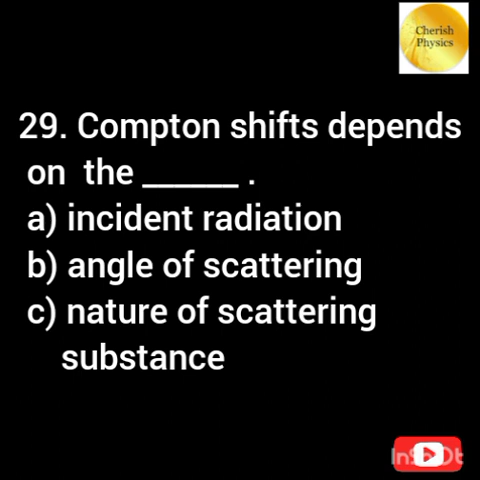 Cherish
Physics
29. Compton shifts depends
on the ______ .
a) incident radiation
b) angle of scattering
c) nature of scattering
substance